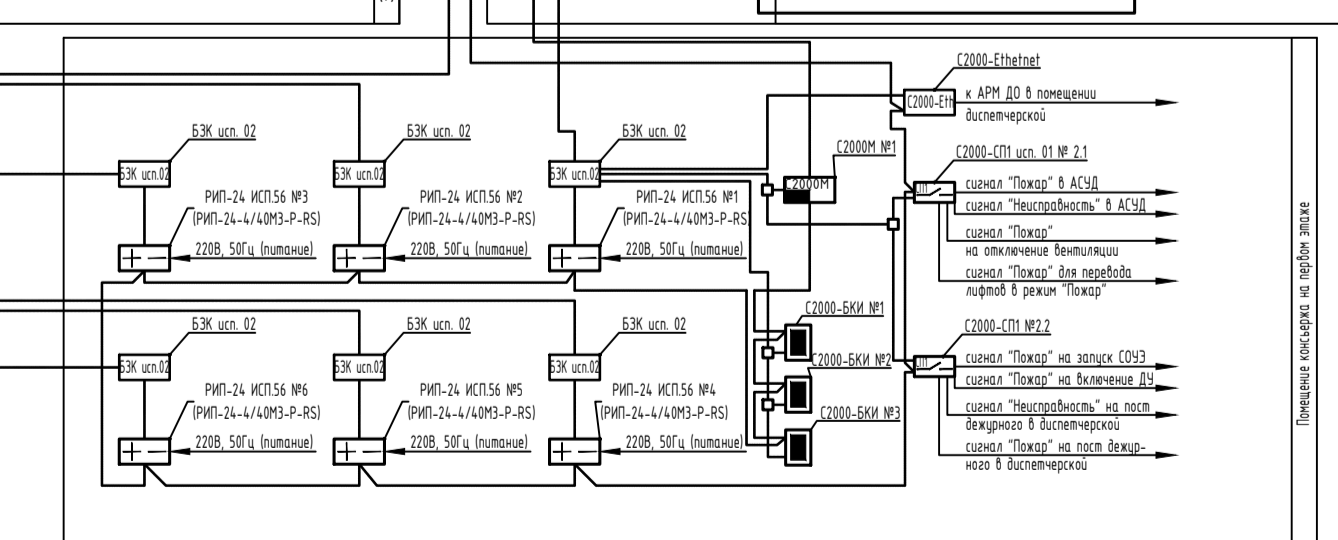 С2000-Ethetnet
С2000-Eth
к АРМ ДО в помещении
диспетчерской
БЗК исп. 02
БЗК исп. 02
БЗК исп. 02
С2000М №1
С2000-СП1 исп. 01 № 2.1
БЗК исп.02
БЗК исп.02
БЗК исп.02
С2000М
СП1
сигнал "Пожар" в АСУД
сигнал "Неисправность" в АСУД
сигнал "Пожар"
на отключение вентиляции
сигнал "Пожар" для перевода
лифтов в режим "Пожар"
РИП-24 ИСП.56 №3
(РИП-24-4/40М3-Р-RS)
220В, 50Гц (питание)
РИП-24 ИСП.56 №2
(РИП-24-4/40М3-Р-RS)
220В, 50Гц (питание)
РИП-24 ИСП.56 №1
(РИП-24-4/40М3-Р-RS)
220В, 50Гц (питание)
С2000-БКИ №1
С2000-БКИ №2
С2000-БКИ №3
БЗК исп. 02
БЗК исп. 02
БЗК исп. 02
БЗК исп.02
БЗК исп.02
БЗК исп.02
РИП-24 ИСП.56 №6
(РИП-24-4/40М3-Р-RS)
220В, 50Гц (питание)
РИП-24 ИСП.56 №5
(РИП-24-4/40М3-Р-RS)
220В, 50Гц (питание)
РИП-24 ИСП.56 №4
(РИП-24-4/40М3-Р-RS)
220В, 50Гц (питание)
С2000-СП1 №2.2
СП1
сигнал "Пожар" на запуск СОУЭ
сигнал "Пожар" на включение ДУ
сигнал "Неисправность" на пост
дежурного в диспетчерской
сигнал "Пожар" на пост дежур-
ного в диспетчерской
Помещение консьержа на первом этаже